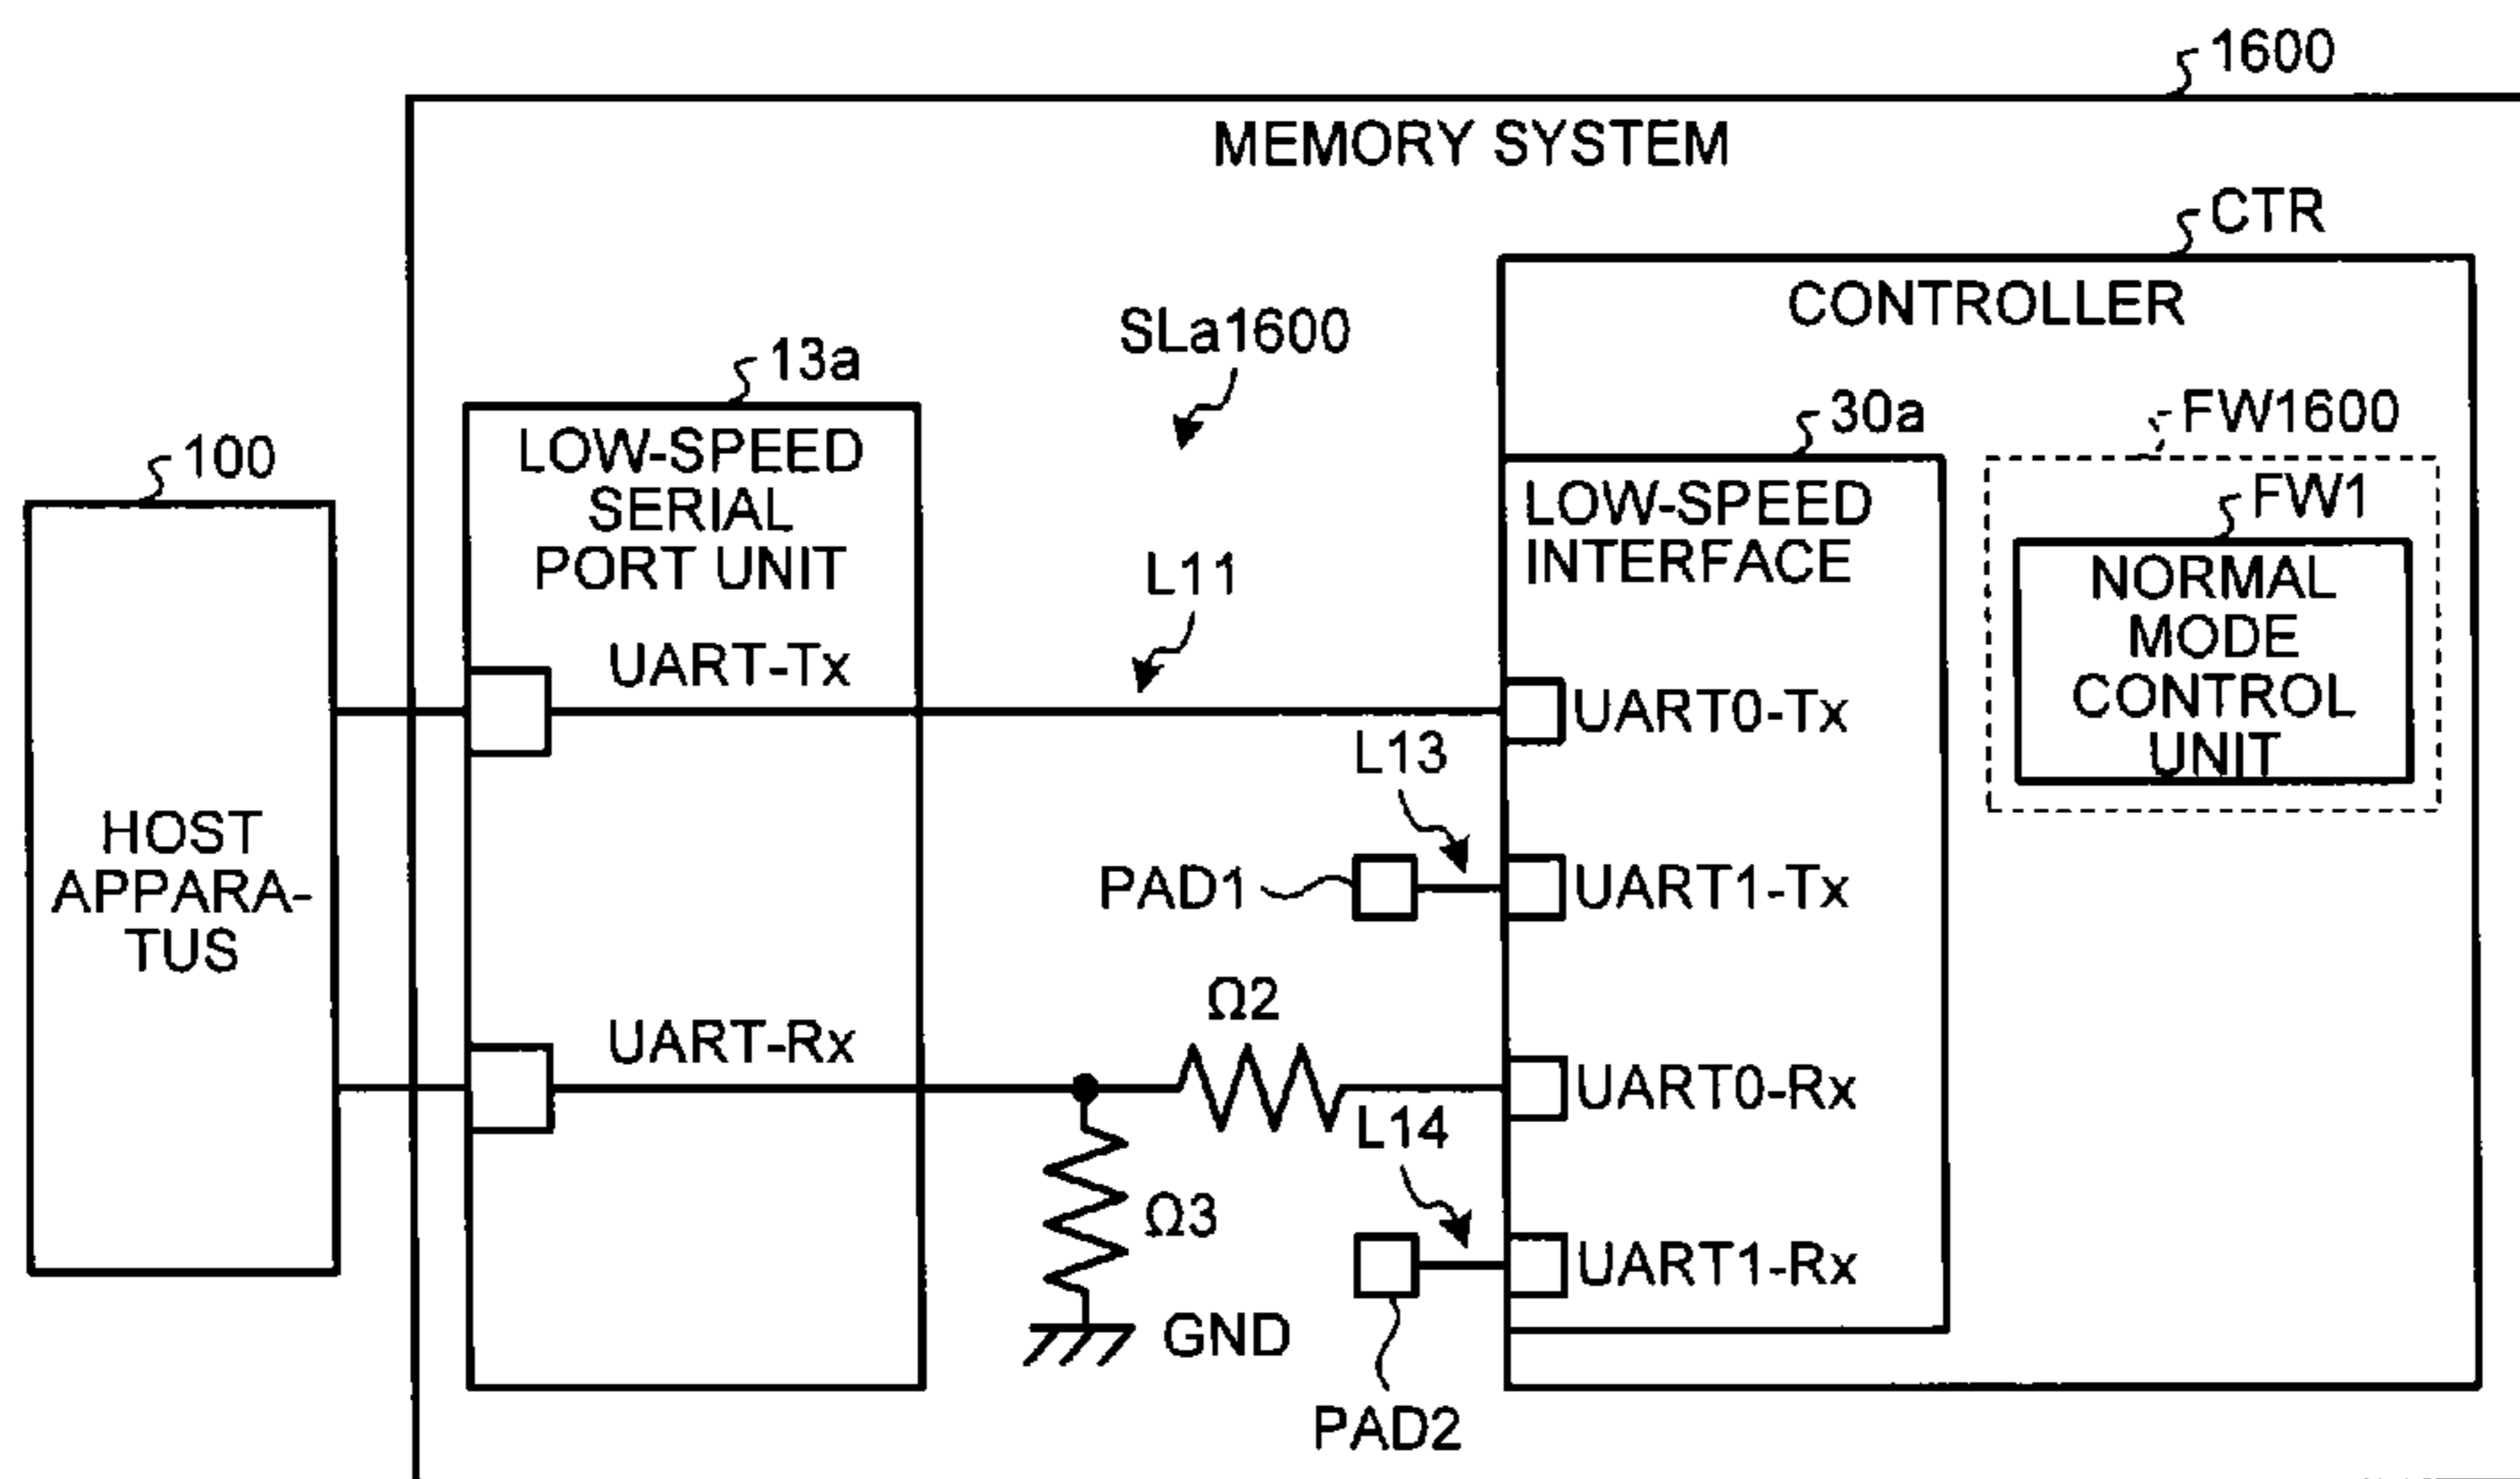 1600
MEMORY SYSTEM
CTR
CONTROLLER
SLa1600
13a
30a
FW1600
100
LOW-SPEED
SERIAL
PORT UNIT
LOW-SPEED
INTERFACE
FW1
NORMAL
MODE
CONTROL
UNIT
L11
UART-Tx
UART0-Tx
L13
HOST
APPARA-
TUS
PAD1
UART1-Tx
Ω2
UART-Rx
UART0-Rx
L14
Ω3
UART1-Rx
GND
PAD2